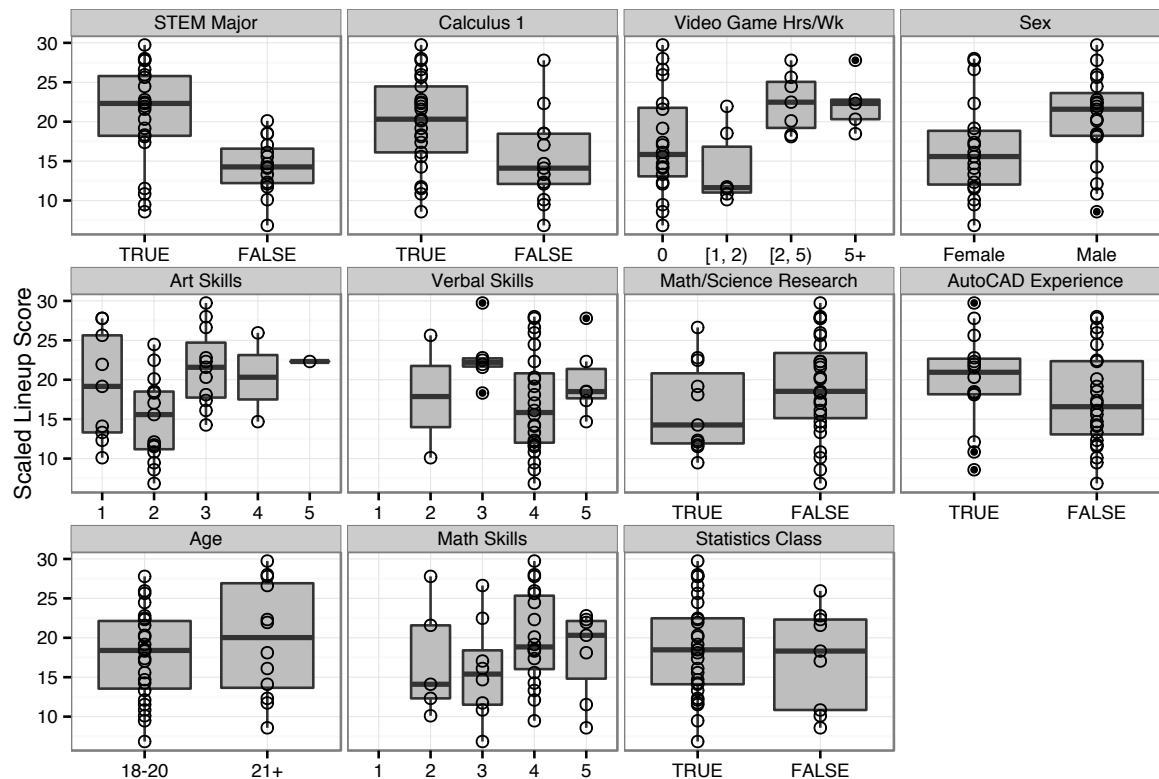 STEM Major Calculus 1 Video Game Hrs/Wk Sex
30
25
20
15
10
TRUE FALSE TRUE FALSE 0 [1, 2) [2, 5) 5+ Female Male
Art Skills Verbal Skills Math/Science Research AutoCAD Experience
Scaled Lineup Score
30
25
20
15
10
1 2 3 4 5 1 2 3 4 5 TRUE FALSE TRUE FALSE
Age Math Skills Statistics Class
30
25
20
15
10
18-20 21+ 1 2 3 4 5 TRUE FALSE